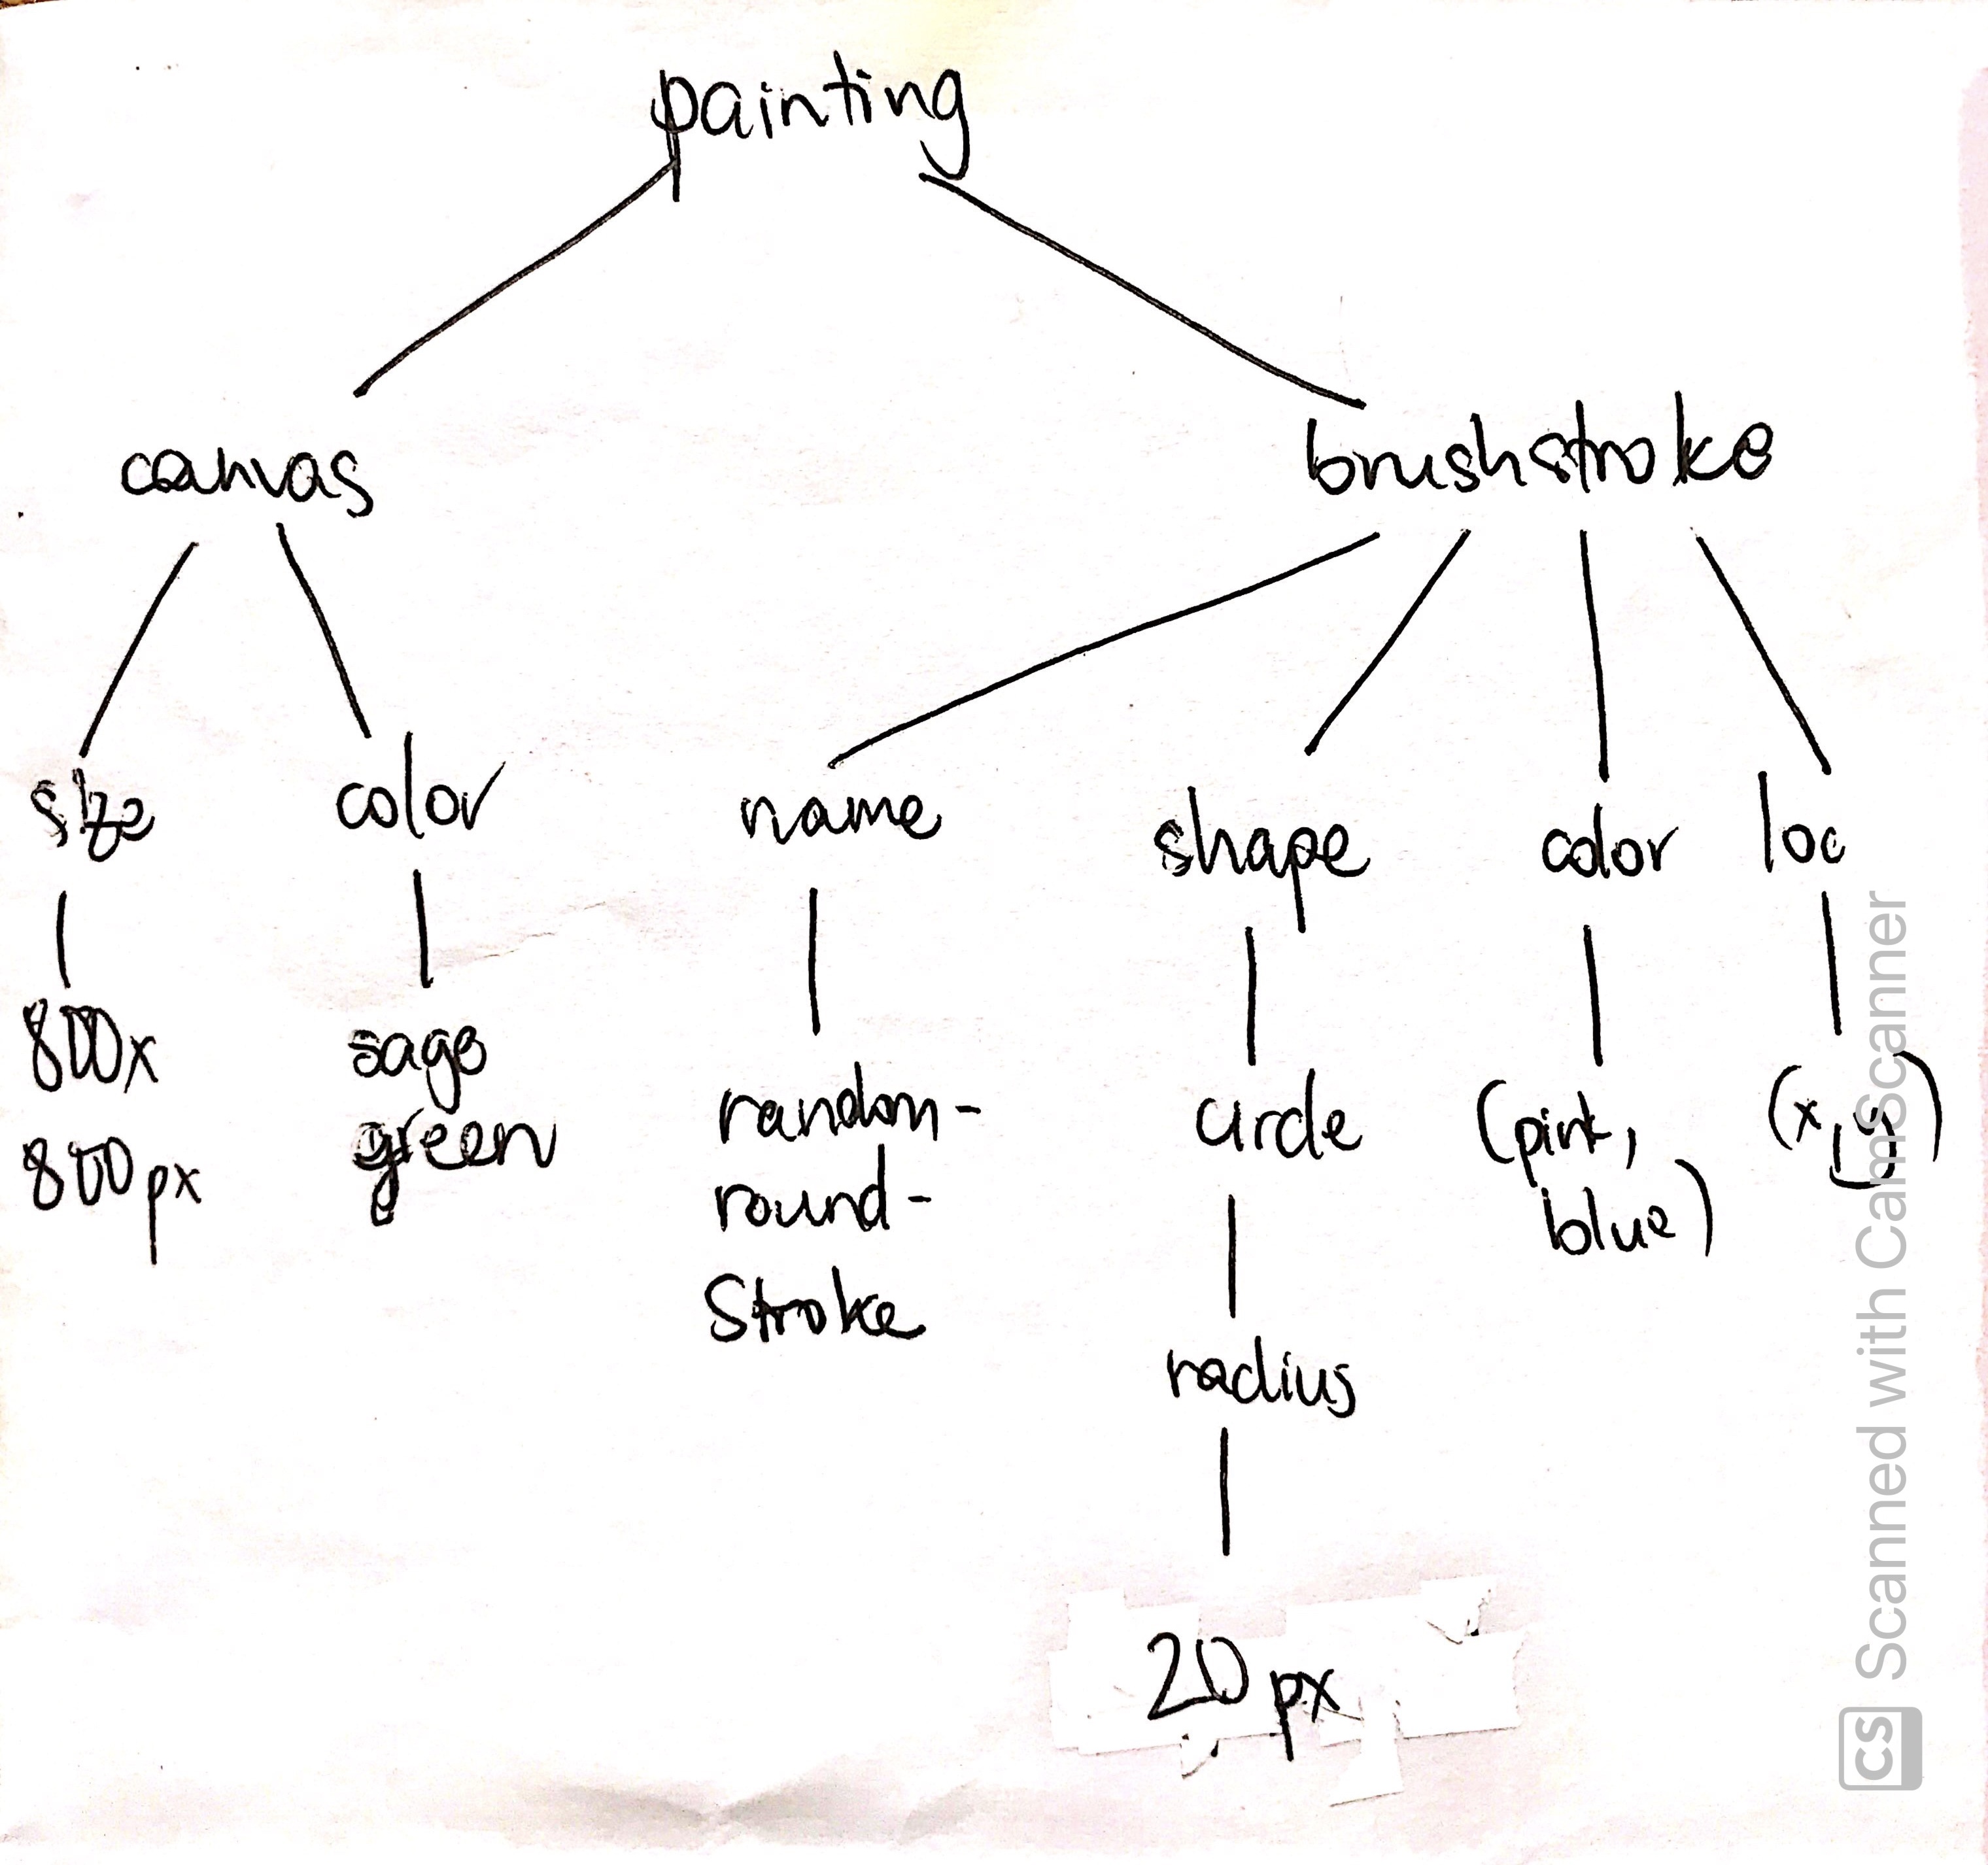 painting
canvas
brushstroke
size
color
name
shape
color
loc
800x
800px
sage
green
random-
round-
Stroke
circle
radius
20px
(pink,
blue)
(x,y)
Scanned with CamScanner
CS